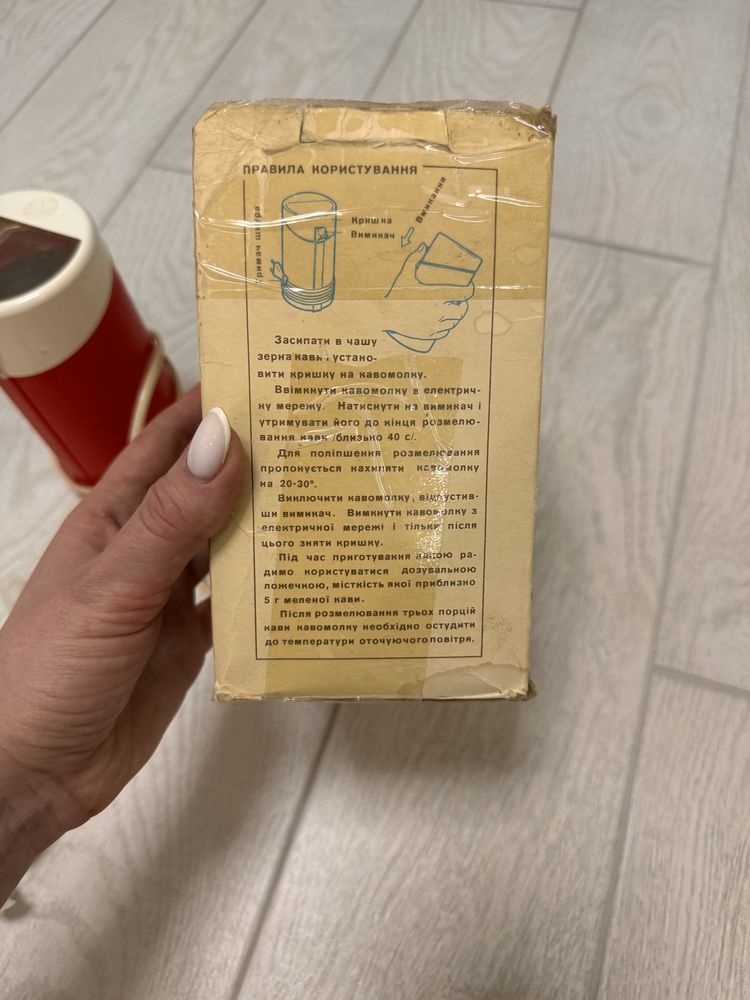 ПРАВИЛА КОРИСТУВАННЯ
шнура
Кришка
Вимикач
Вмикання
Засипати в чашу
зерна кави і устано-
вити кришку на кавомолку.
Ввімкнути кавомолку в електрич-
ну мережу. Натиснути на вимикач і
утримувати його до кінця розмелю-
вання кави /близько 40 с/.
Для поліпшення розмелювання
пропонується нахиляти кавомолку
на 20-30°.
Виключити кавомолку, відпустив-
ши вимикач. Вимкнути кавомолку з
електричної мережі і тільки після
цього зняти кришку.
Під час приготування напою ра-
димо користуватися дозувальною
ложечкою, місткість якої приблизно
5 г меленої кави.
Після розмелювання трьох порцій
кави кавомолку необхідно остудити
до температури оточуючого повітря.